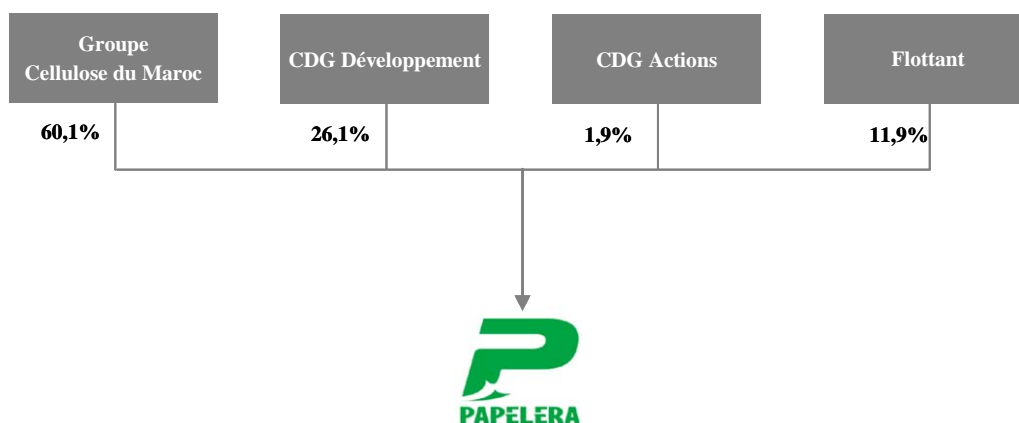 Groupe
Cellulose du Maroc
CDG Développement
CDG Actions
Flottant
60,1%
26,1%
1,9%
11,9%
PAPELERA